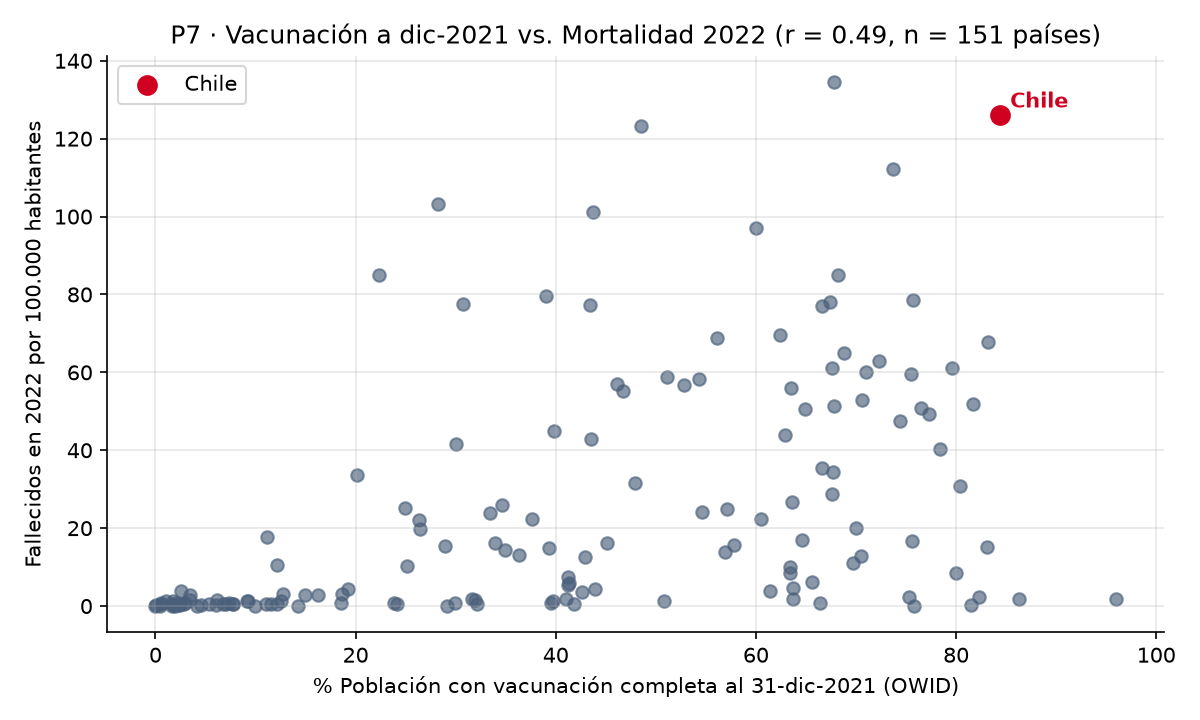 P7 · Vacunación a dic-2021 vs. Mortalidad 2022 (r = 0.49, n = 151 países)
Chile
Chile
Fallecidos en 2022 por 100.000 habitantes
140
120
100
80
60
40
20
0
0 20 40 60 80 100
% Población con vacunación completa al 31-dic-2021 (OWID)